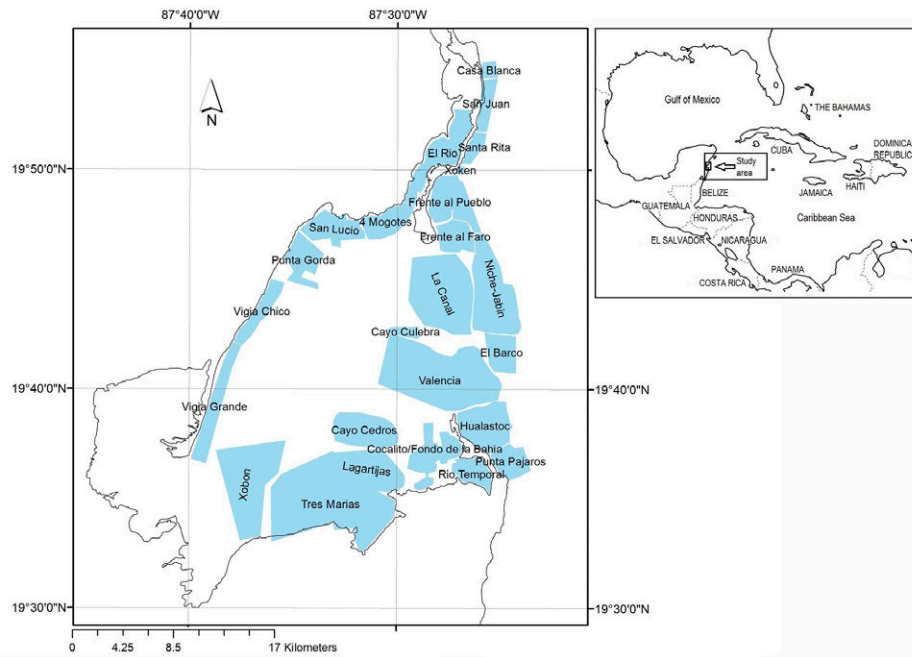 87°40'0"W
87°30'0"W
N
Casa Blanca
San Juan
Santa Rita
El Rio
19°50'0"N
Xoken
Frente al Pueblo
4 Mogotes
San Lucio
Frente al Faro
Punta Gorda
La Canal
Niche-Jabin
Vigia Chico
Cayo Culebra
El Barco
Valencia
19°40'0"N
19°40'0"N
Vigia Grande
Hualastoc
Cayo Cedros
Cocalito/Fondo de la Bahia
Punta Pajaros
Lagartijas
Rio Temporal
Xobon
Tres Marias
19°30'0"N
19°30'0"N
0 4.25 8.5 17 Kilometers
Gulf of Mexico
THE BAHAMAS
CUBA
DOMINICA
REPUBLIC
Study
area
HAITI
JAMAICA
BELIZE
GUATEMALA
HONDURAS
Caribbean Sea
EL SALVADOR
NICARAGUA
COSTA RICA
PANAMA